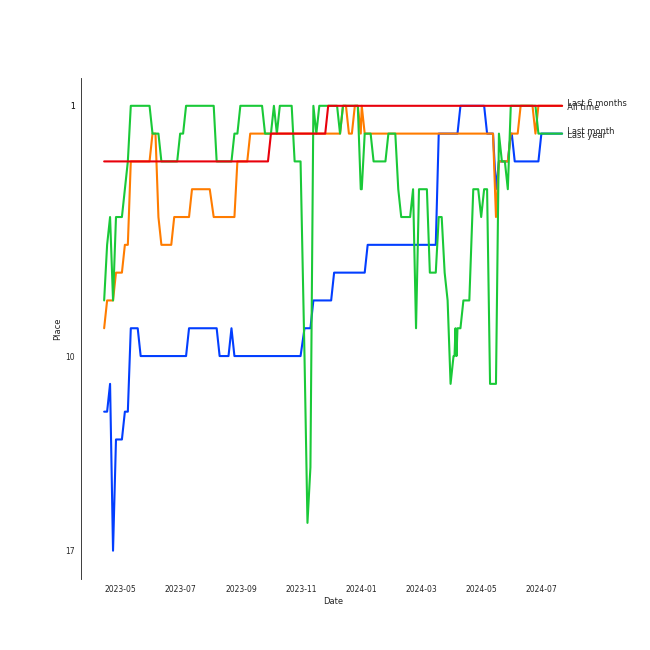 1
Last 6 months
All time
Last month
Last year
Place
10
17
2023-05 2023-07 2023-09 2023-11 2024-01 2024-03 2024-05 2024-07
Date